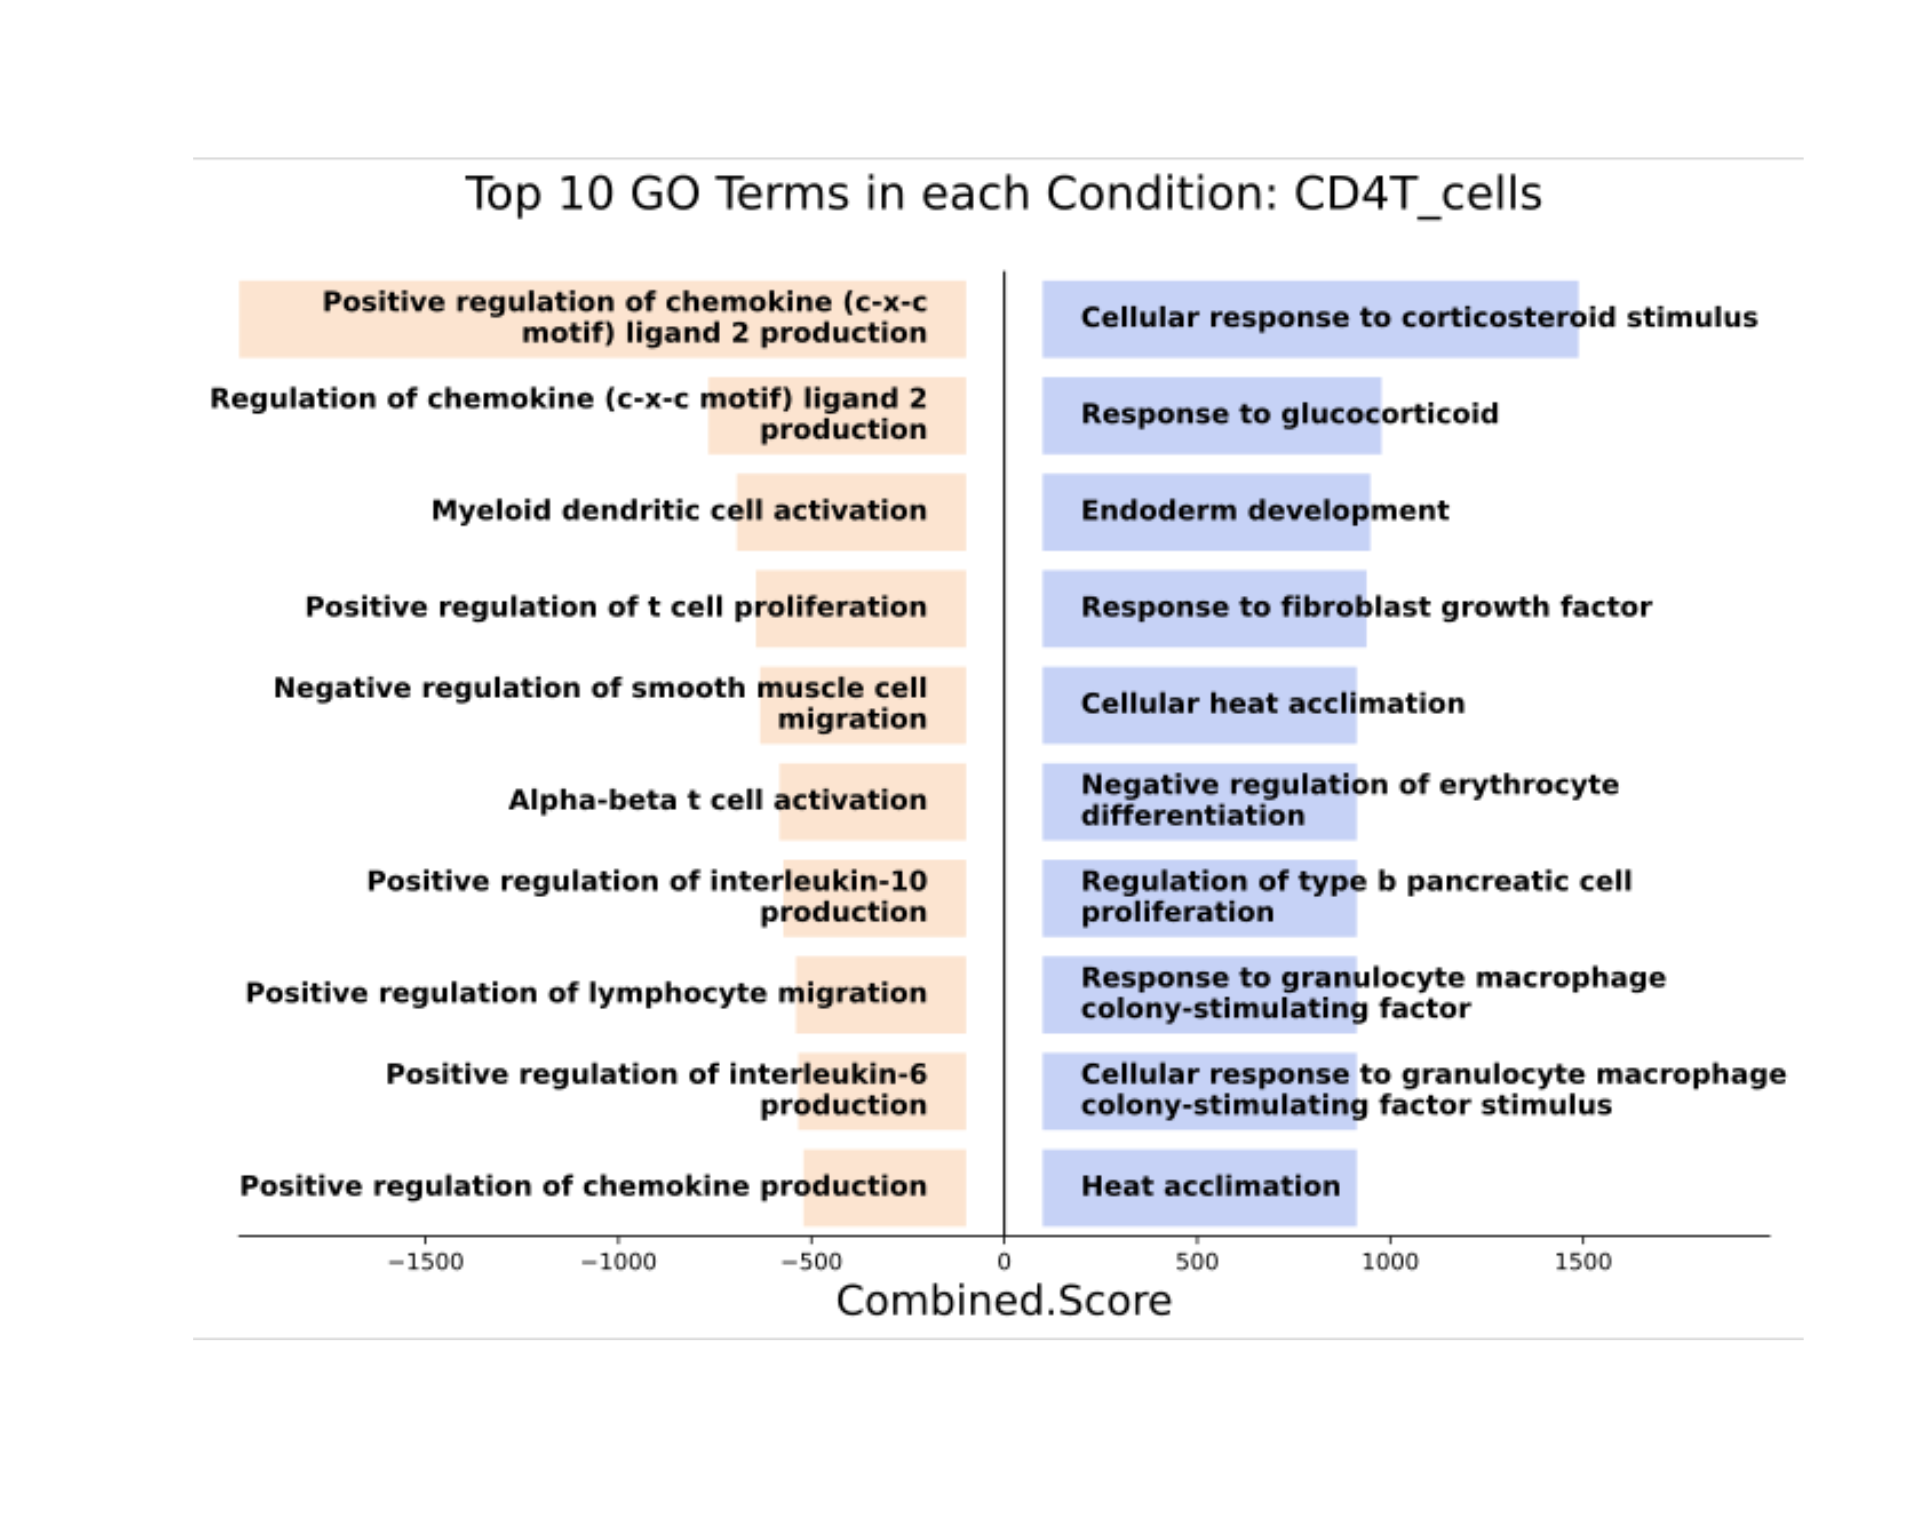 Top 10 GO Terms in each Condition: CD4T_cells
Positive regulation of chemokine (c-x-c
motif) ligand 2 production
Cellular response to corticosteroid stimulus
Regulation of chemokine (c-x-c motif) ligand 2
production
Response to glucocorticoid
Myeloid dendritic cell activation
Endoderm development
Positive regulation of t cell proliferation
Response to fibroblast growth factor
Negative regulation of smooth muscle cell
migration
Cellular heat acclimation
Alpha-beta t cell activation
Negative regulation of erythrocyte
differentiation
Positive regulation of interleukin-10
production
Regulation of type b pancreatic cell
proliferation
Positive regulation of lymphocyte migration
Response to granulocyte macrophage
colony-stimulating factor
Positive regulation of interleukin-6
production
Cellular response to granulocyte macrophage
colony-stimulating factor stimulus
Positive regulation of chemokine production
Heat acclimation
−1500 −1000 −500 0 500 1000 1500
Combined.Score